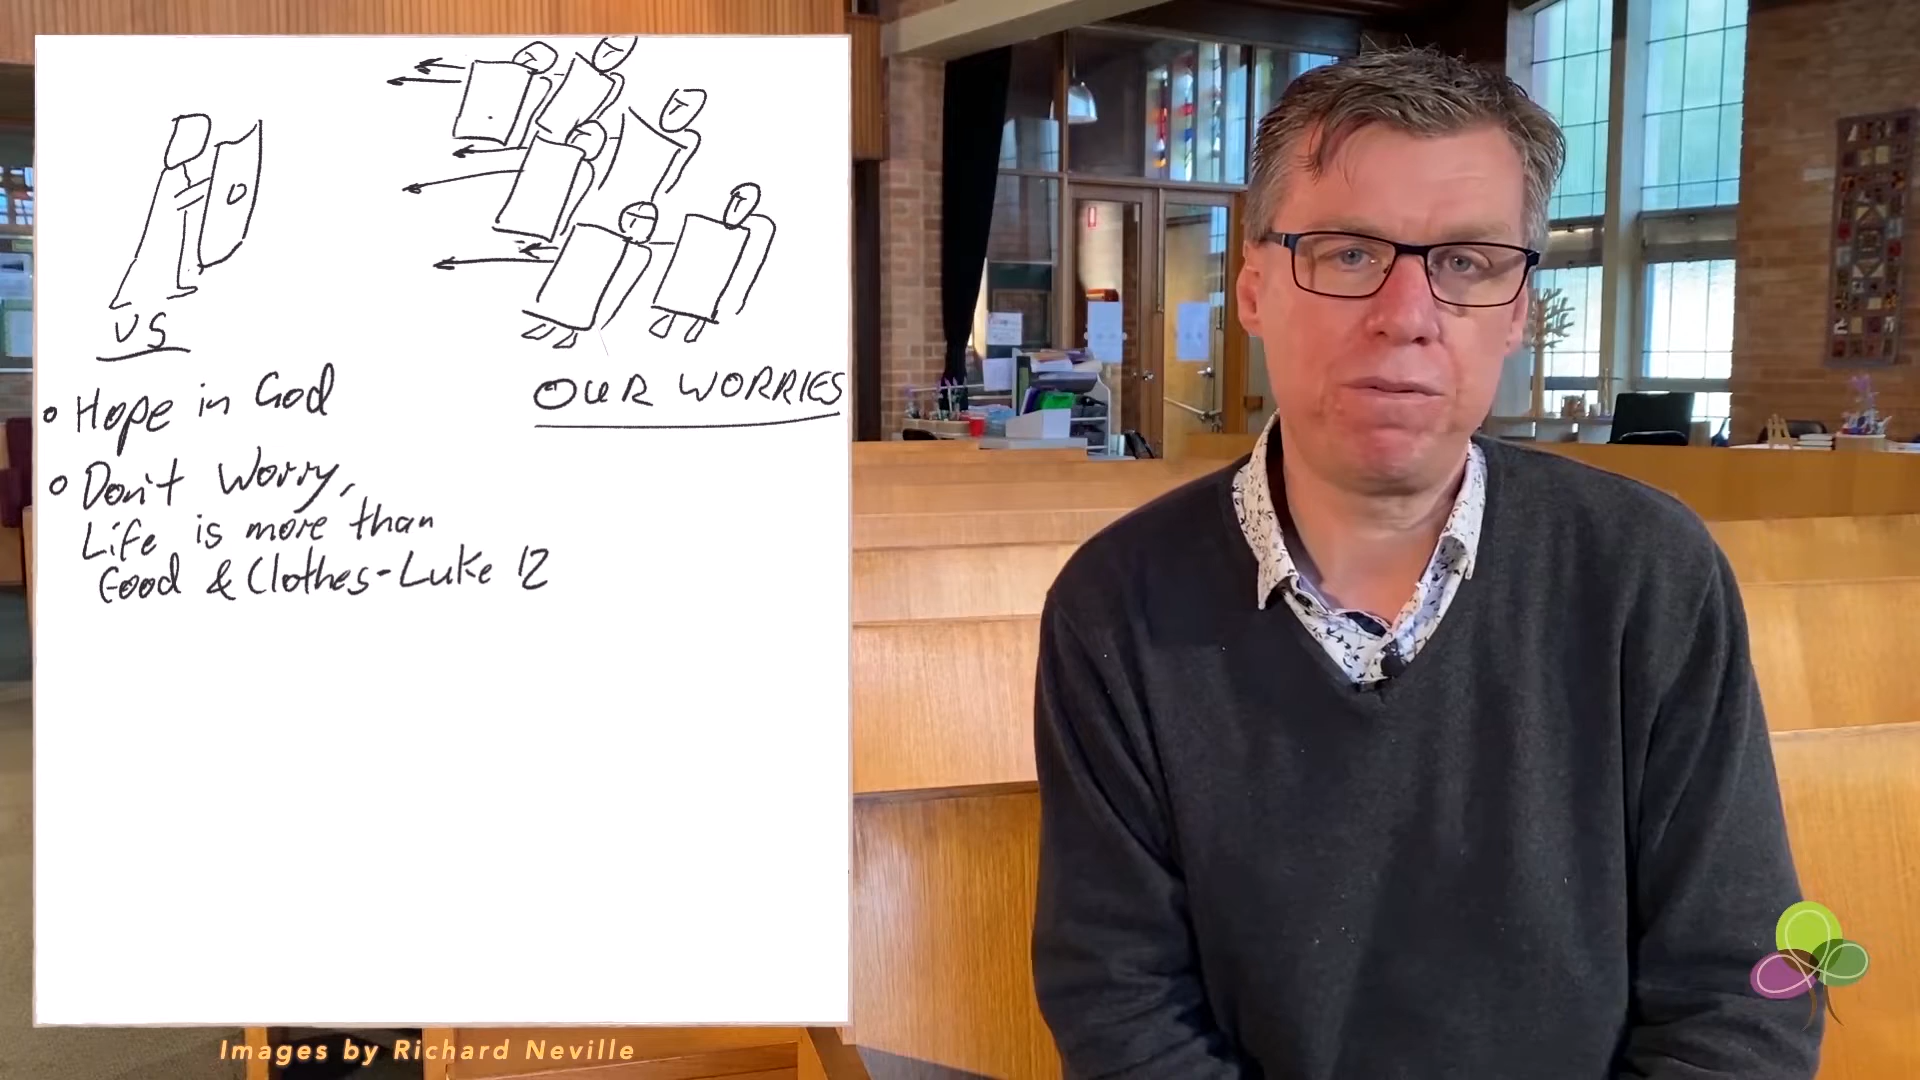 US
OUR WORRIES
Hope in God
Don't Worry,
Life is more than
Food & Clothes-Luke 12
Images by Richard Neville